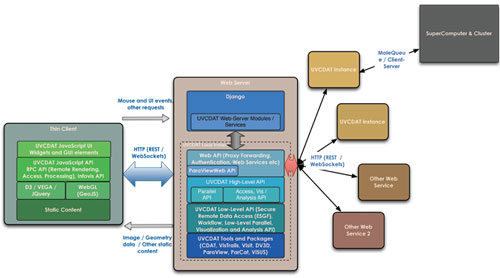 SuperComputer & Cluster
MoleQueu
e / Client-
Server
UVCDAT Instance
Web Server
Django
UVCDAT Web-Server Modules /
Services
Mouse and UI events,
other requests
UVCDAT Instance
Thin Client
UVCDAT JavaScript UI
Widgets and GUI elements
UVCDAT JavaScript API
RPC API (Remote Rendering,
Access, Processing), Infovis API
D3 / VEGA /
JQuery
WebGL
(GeoJS)
Static Content
HTTP (REST /
WebSockets)
Web API (Proxy Forwarding,
Authentication, Web Services etc)
ParaViewWeb API
UVCDAT High-Level API
Parallel
API
Access, Vis /
Analysis API
UVCDAT Low-Level API (Secure
Remote Data Access (ESGF),
Workflow, Low-Level Parallel,
Visualization and Analysis API)
UVCDAT Tools and Packages
(CDAT, VisTrails, VisIt, DV3D,
ParaView, ParCat, ViSUS)
HTTP (REST /
WebSockets)
Other Web
Service
Other Web
Service 2
Image / Geometry
data / Other static
content